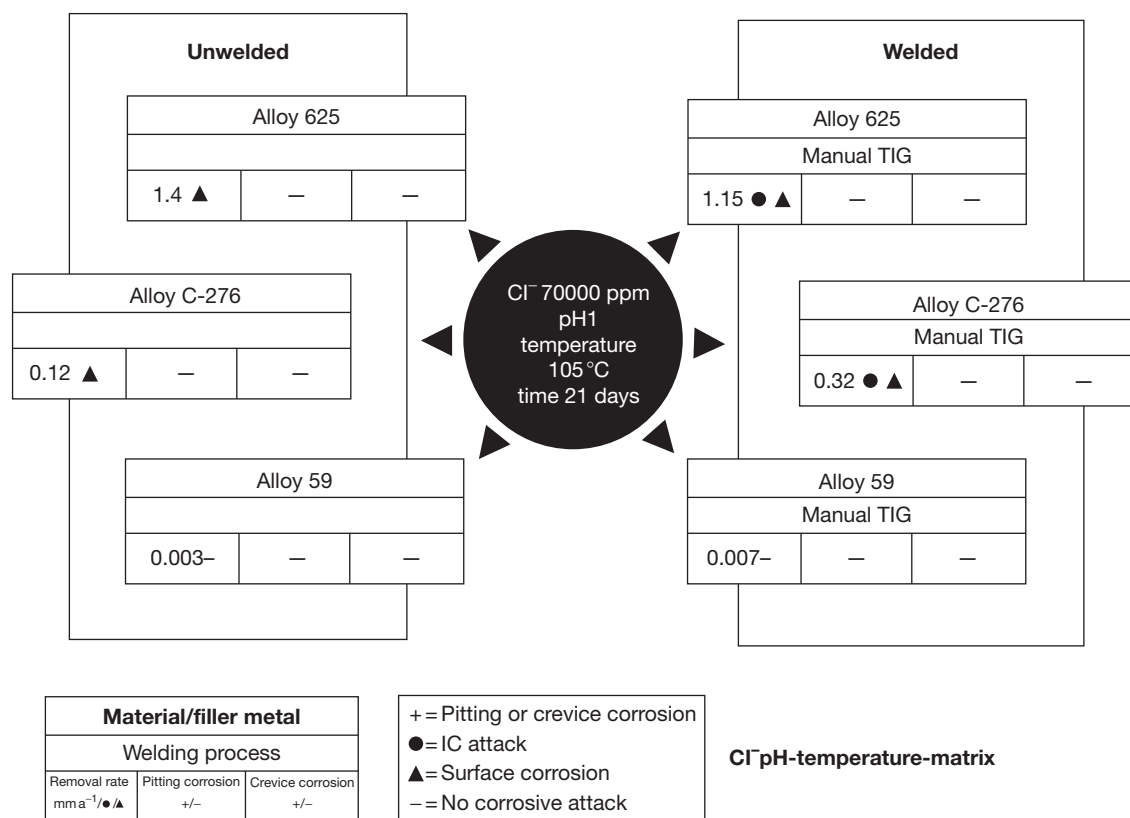 Unwelded
Alloy 625
1.4 ▲ — —
Alloy C-276
0.12 ▲ — —
Alloy 59
0.003– — —
Cl⁻ 70000 ppm
pH1
temperature
105 °C
time 21 days
Welded
Alloy 625
Manual TIG
1.15 ● ▲ — —
Alloy C-276
Manual TIG
0.32 ● ▲ — —
Alloy 59
Manual TIG
0.007– — —
Material/filler metal
Welding process
Removal rate Pitting corrosion Crevice corrosion
mm a⁻¹/●/▲ +/– +/–
+ = Pitting or crevice corrosion
● = IC attack
▲ = Surface corrosion
– = No corrosive attack
Cl⁻pH-temperature-matrix